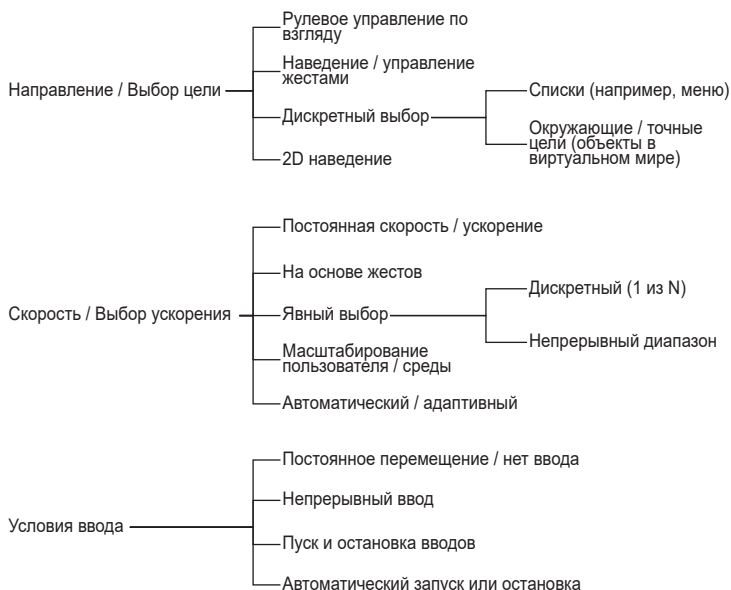 Рулевое управление по
взгляду
Наведение / управление
жестами
Направление / Выбор цели
Дискретный выбор
Списки (например, меню)
Окружающие / точные
цели (объекты в
виртуальном мире)
2D наведение
Постоянная скорость / ускорение
На основе жестов
Скорость / Выбор ускорения
Явный выбор
Дискретный (1 из N)
Непрерывный диапазон
Масштабирование
пользователя / среды
Автоматический / адаптивный
Постоянное перемещение / нет ввода
Непрерывный ввод
Условия ввода
Пуск и остановка вводов
Автоматический запуск или остановка